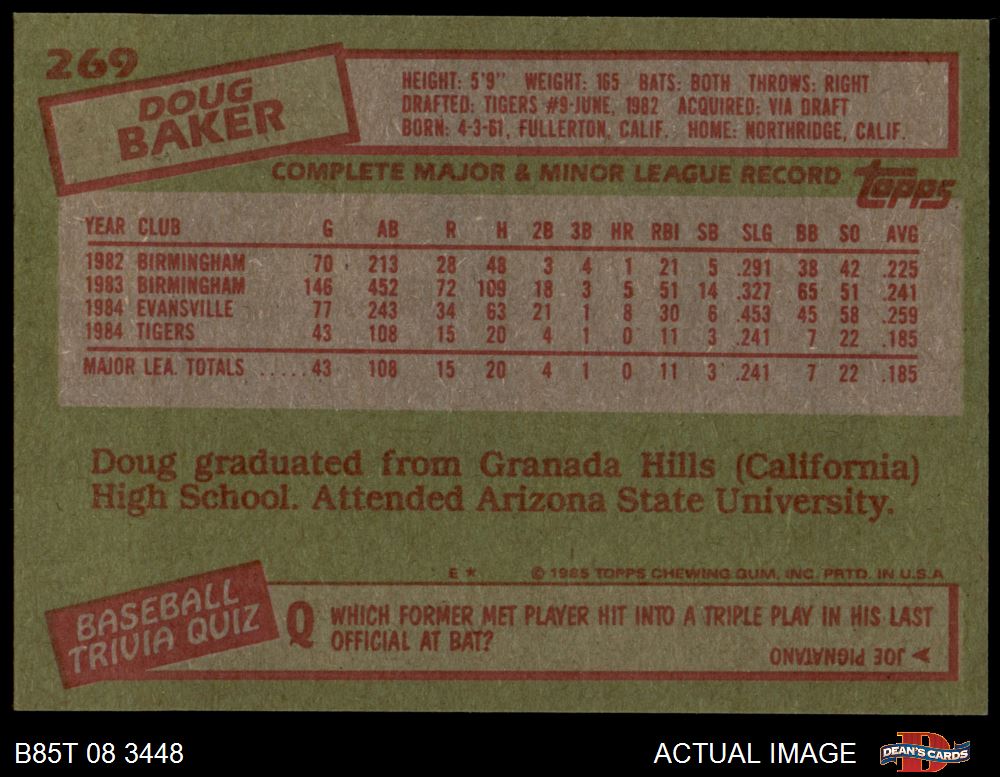 269
DOUG
BAKER
HEIGHT: 5'9" WEIGHT: 165 BATS: BOTH THROWS: RIGHT
DRAFTED: TIGERS #9-JUNE, 1982 ACQUIRED: VIA DRAFT
BORN: 4-3-61, FULLERTON, CALIF. HOME: NORTHRIDGE, CALIF.
COMPLETE MAJOR & MINOR LEAGUE RECORD topps
YEAR CLUB G AB R H 2B 3B HR RBI SB SLG BB SO AVG
1982 BIRMINGHAM 70 213 28 48 3 4 1 21 5 .291 38 42 .225
1983 BIRMINGHAM 146 452 72 109 18 3 5 51 14 .327 65 51 .241
1984 EVANSVILLE 77 243 34 63 21 1 8 30 6 .453 45 58 .259
1984 TIGERS 43 108 15 20 4 1 0 11 3 .241 7 22 .185
MAJOR LEA. TOTALS .....43 108 15 20 4 1 0 11 3 .241 7 22 .185
Doug graduated from Granada Hills (California)
High School. Attended Arizona State University.
E * © 1985 TOPPS CHEWING GUM, INC. PRTD. IN U.S.A.
BASEBALL
TRIVIA QUIZ
Q WHICH FORMER MET PLAYER HIT INTO A TRIPLE PLAY IN HIS LAST
OFFICIAL AT BAT?
A JOE PIGNATANO
B85T 08 3448
ACTUAL IMAGE
D
DEAN'S CARDS